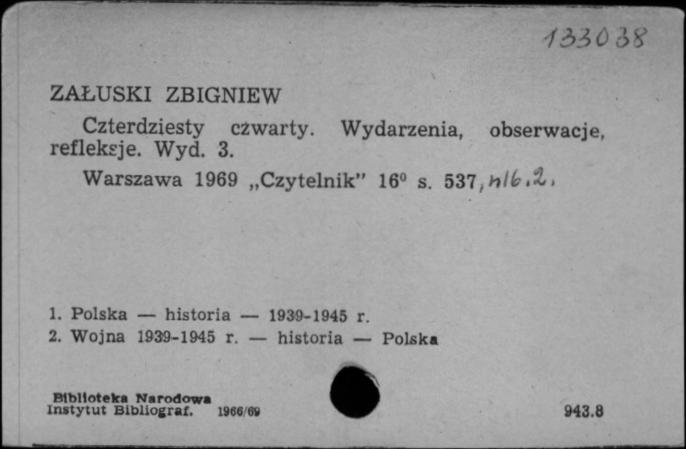 133038
ZAŁUSKI ZBIGNIEW
Czterdziesty czwarty. Wydarzenia, obserwacje,
refleksje. Wyd. 3.
Warszawa 1969 „Czytelnik" 16° s. 537, nlb. 2.
1. Polska — historia — 1939-1945 r.
2. Wojna 1939-1945 r. — historia — Polska
Biblioteka Narodowa
Instytut Bibliograf. 1966/69
943.8